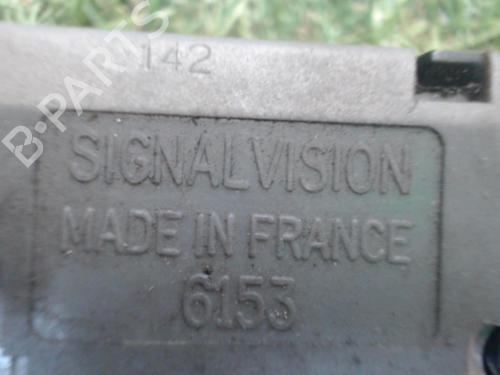 142
B-PARTS
SIGNALVISION
MADE IN FRANCE
6153